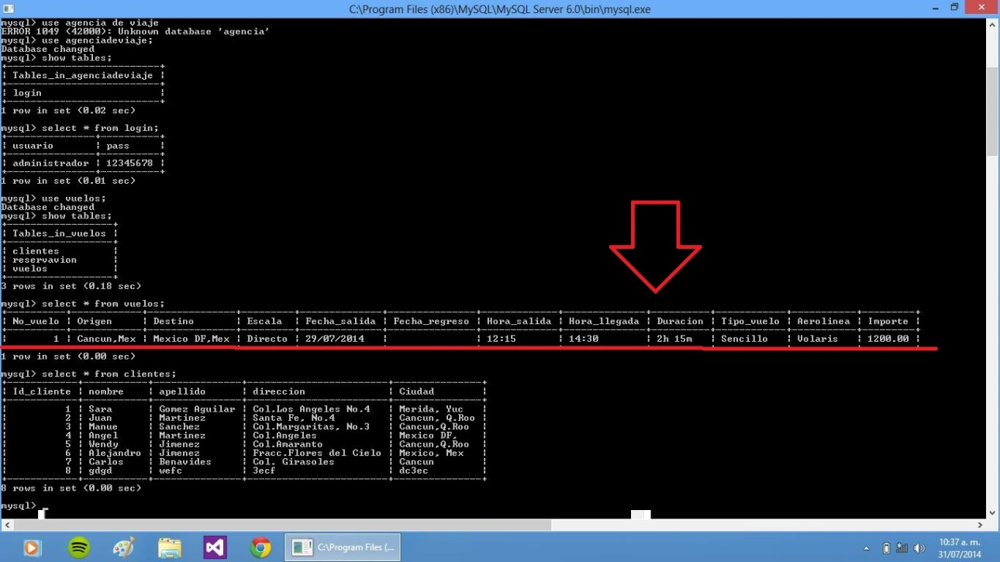 C:\Program Files (x86)\MySQL\MySQL Server 6.0\bin\mysql.exe
mysql> use agencia de viaje
ERROR 1049 (42000): Unknown database 'agencia'
mysql> use agenciadeviaje;
Database changed
mysql> show tables;
+--------------------------+
| Tables_in_agenciadeviaje |
+--------------------------+
| login                    |
+--------------------------+
1 row in set (0.02 sec)
mysql> select * from login;
+---------------+----------+
| usuario       | pass     |
+---------------+----------+
| administrador | 12345678 |
+---------------+----------+
1 row in set (0.01 sec)
mysql> use vuelos;
Database changed
mysql> show tables;
+------------------+
| Tables_in_vuelos |
+------------------+
| clientes         |
| reservavion      |
| vuelos           |
+------------------+
3 rows in set (0.18 sec)
mysql> select * from vuelos;
| No_vuelo | Origen | Destino | Escala | Fecha_salida | Fecha_regreso | Hora_salida | Hora_llegada | Duracion | Tipo_vuelo | Aerolinea | Importe |
| 1 | Cancun,Mex | Mexico DF,Mex | Directo | 29/07/2014 | | 12:15 | 14:30 | 2h 15m | Sencillo | Volaris | 1200.00 |
1 row in set (0.00 sec)
mysql> select * from clientes;
| Id_cliente | nombre | apellido | direccion | Ciudad |
| 1 | Sara | Gomez Aguilar | Col.Los Angeles No.4 | Merida, Yuc |
| 2 | Juan | Martinez | Santa Fe, No.4 | Cancun, Q.Roo |
| 3 | Manue | Sanchez | Col.Margaritas, No.3 | Cancun,Q.Roo |
| 4 | Angel | Martinez | Col.Angeles | Mexico DF, |
| 5 | Wendy | Jimenez | Col.Amaranto | Cancun,Q.Roo |
| 6 | Alejandro | Jimenez | Fracc.Flores del Cielo | Mexico, Mex |
| 7 | Carlos | Benavides | Col. Girasoles | Cancun |
| 8 | gdgd | wefc | 3ecf | dc3ec |
8 rows in set (0.00 sec)
mysql> _
C:\Program Files (...
10:37 a. m.
31/07/2014